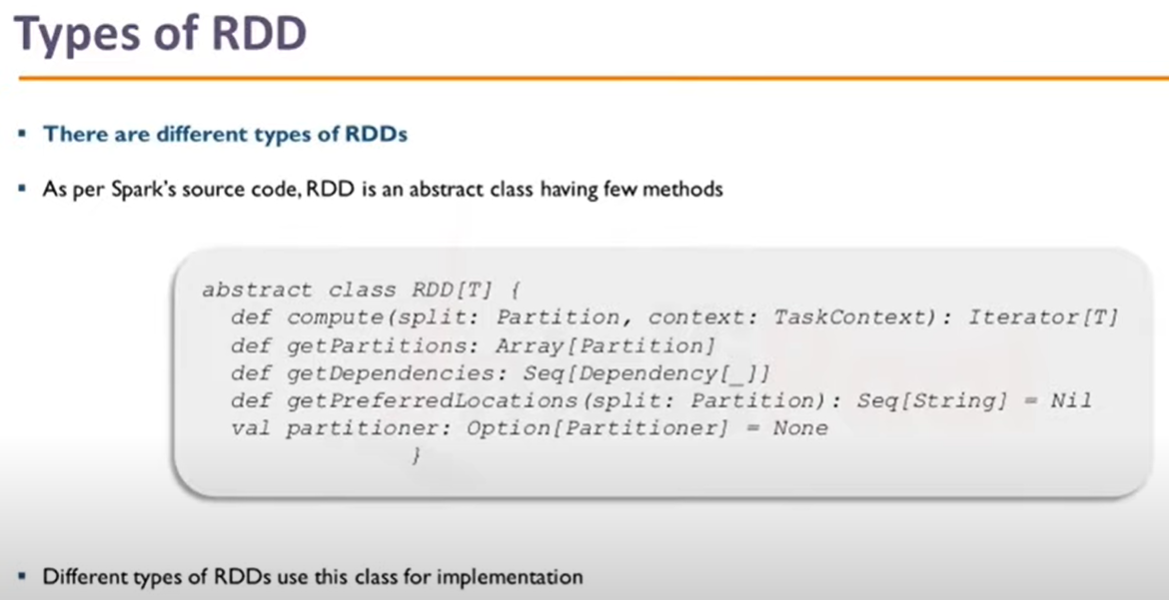 Types of RDD
▪ There are different types of RDDs
▪ As per Spark's source code, RDD is an abstract class having few methods
abstract class RDD[T] {
def compute(split: Partition, context: TaskContext): Iterator[T]
def getPartitions: Array[Partition]
def getDependencies: Seq[Dependency[_]]
def getPreferredLocations(split: Partition): Seq[String] = Nil
val partitioner: Option[Partitioner] = None
}
▪ Different types of RDDs use this class for implementation